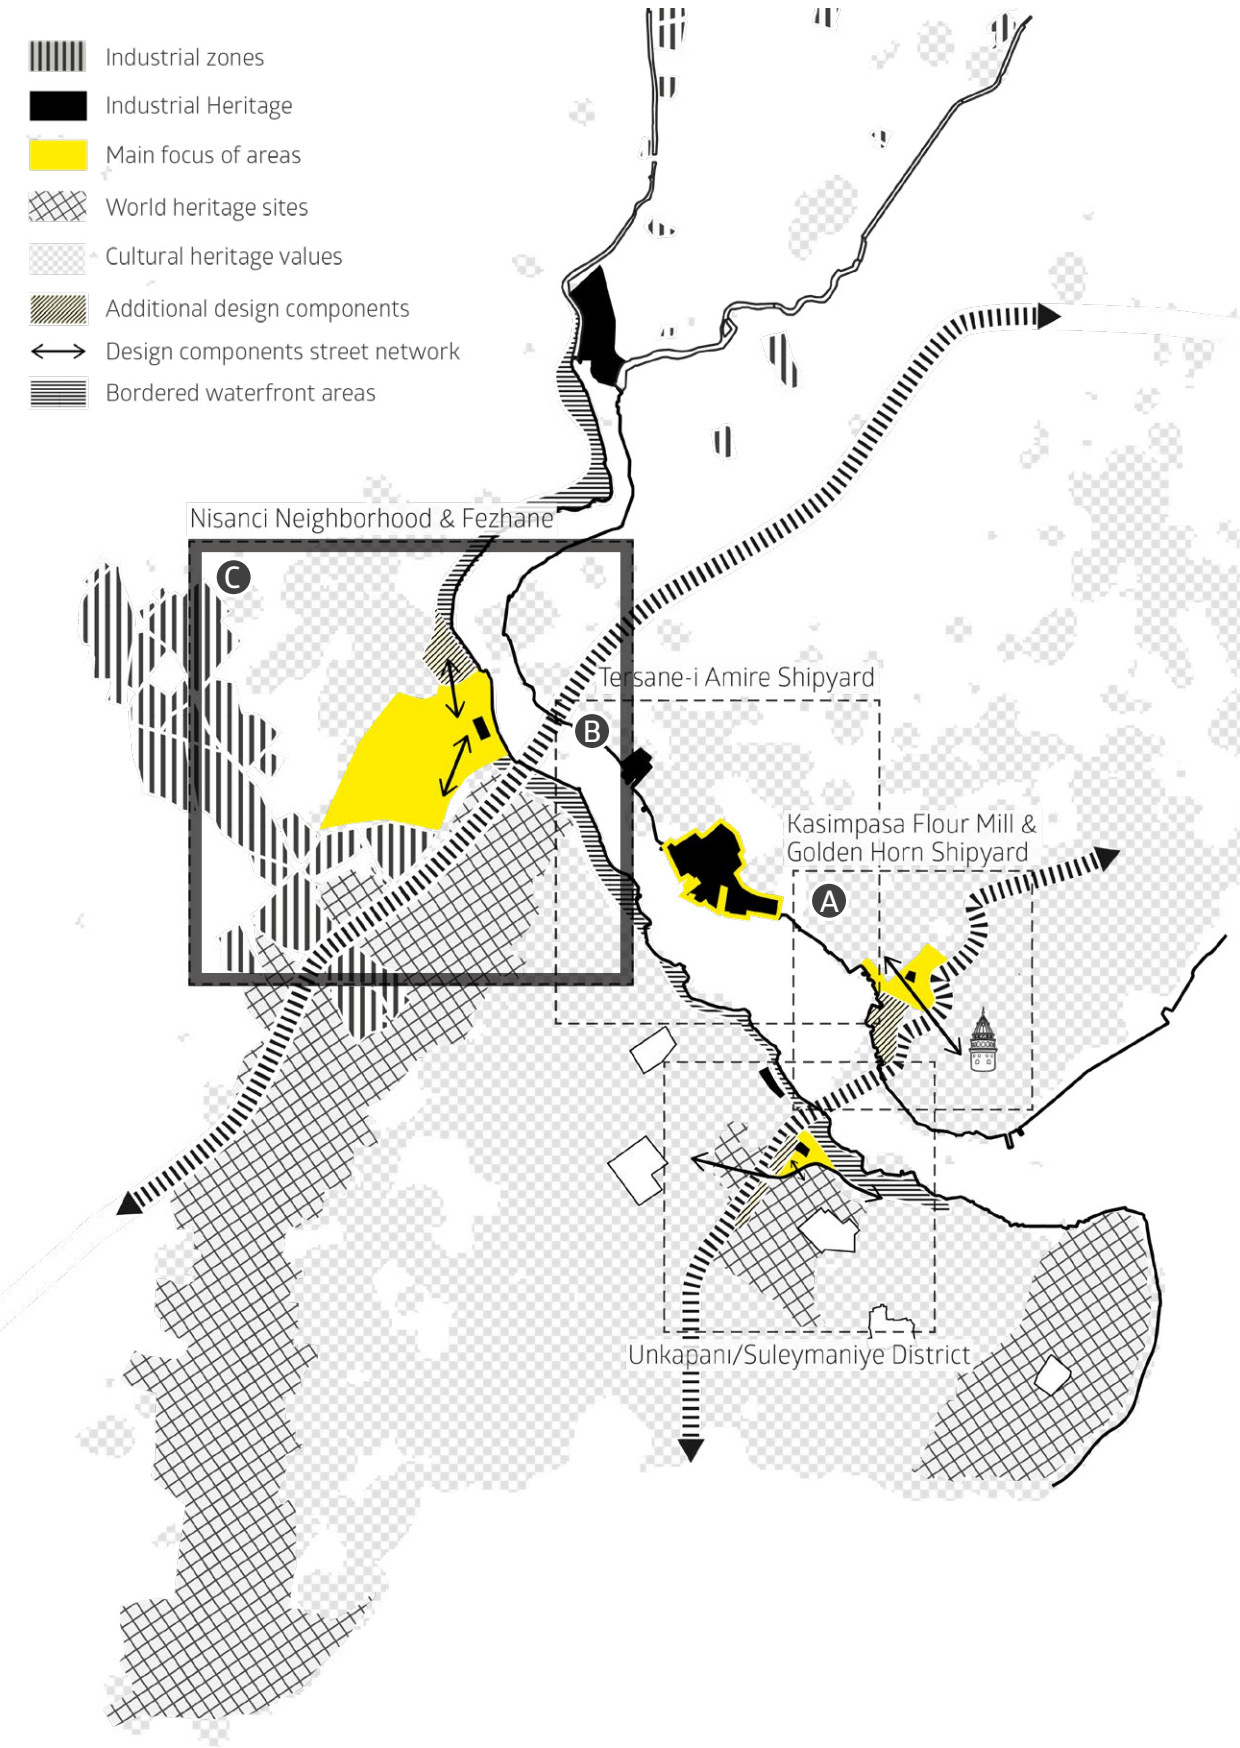 Industrial zones
Industrial Heritage
Main focus of areas
World heritage sites
Cultural heritage values
Additional design components
Design components street network
Bordered waterfront areas
Nisanci Neighborhood & Fezhane
C
Tersane-i Amire Shipyard
B
Kasimpasa Flour Mill &
Golden Horn Shipyard
A
Unkapanı/Suleymaniye District